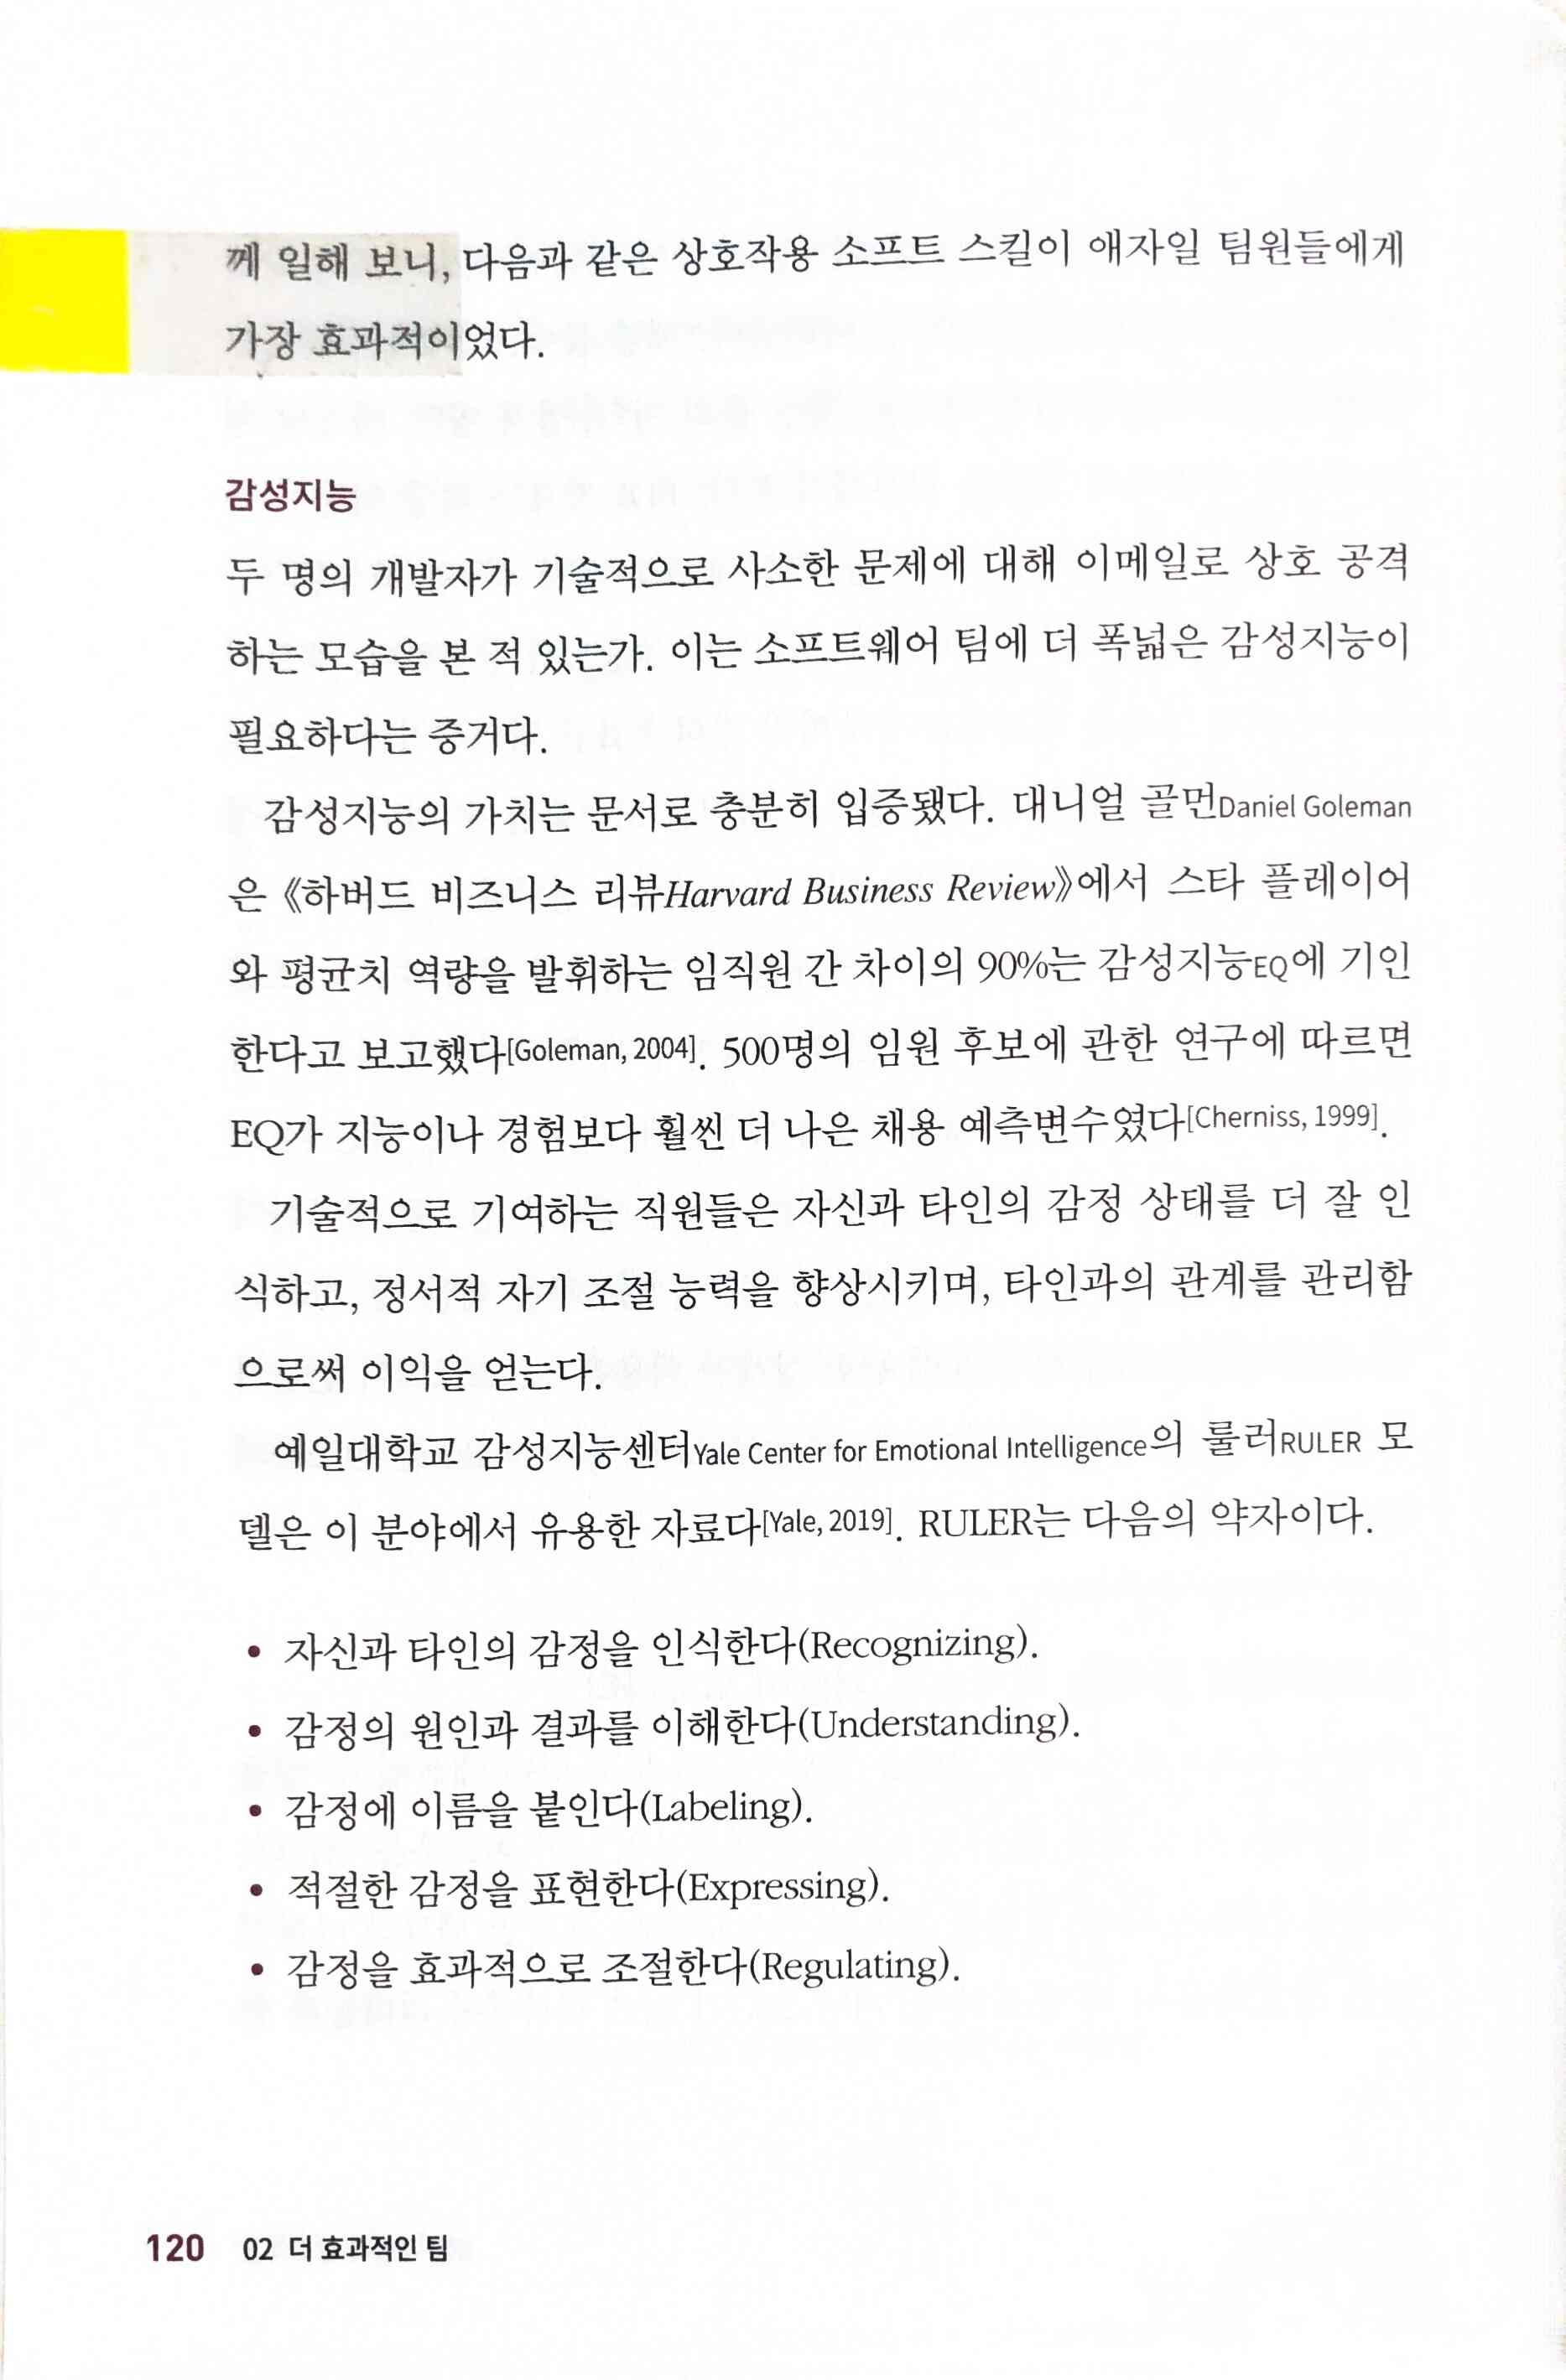 께 일해 보니, 다음과 같은 상호작용 소프트 스킬이 애자일 팀원들에게
가장 효과적이었다.
감성지능
두 명의 개발자가 기술적으로 사소한 문제에 대해 이메일로 상호 공격
하는 모습을 본 적 있는가. 이는 소프트웨어 팀에 더 폭넓은 감성지능이
필요하다는 증거다.
감성지능의 가치는 문서로 충분히 입증됐다. 대니얼 골먼Daniel Goleman
은 《하버드 비즈니스 리뷰Harvard Business Review》에서 스타 플레이어
와 평균치 역량을 발휘하는 임직원 간 차이의 90%는 감성지능EQ에 기인
한다고 보고했다[Goleman, 2004]. 500명의 임원 후보에 관한 연구에 따르면
EQ가 지능이나 경험보다 훨씬 더 나은 채용 예측변수였다[Cherniss, 1999].
기술적으로 기여하는 직원들은 자신과 타인의 감정 상태를 더 잘 인
식하고, 정서적 자기 조절 능력을 향상시키며, 타인과의 관계를 관리함
으로써 이익을 얻는다.
예일대학교 감성지능센터Yale Center for Emotional Intelligence의 룰러RULER 모
델은 이 분야에서 유용한 자료다[Yale, 2019]. RULER는 다음의 약자이다.
• 자신과 타인의 감정을 인식한다(Recognizing).
• 감정의 원인과 결과를 이해한다(Understanding).
• 감정에 이름을 붙인다(Labeling).
• 적절한 감정을 표현한다(Expressing).
• 감정을 효과적으로 조절한다(Regulating).
120 02 더 효과적인 팀